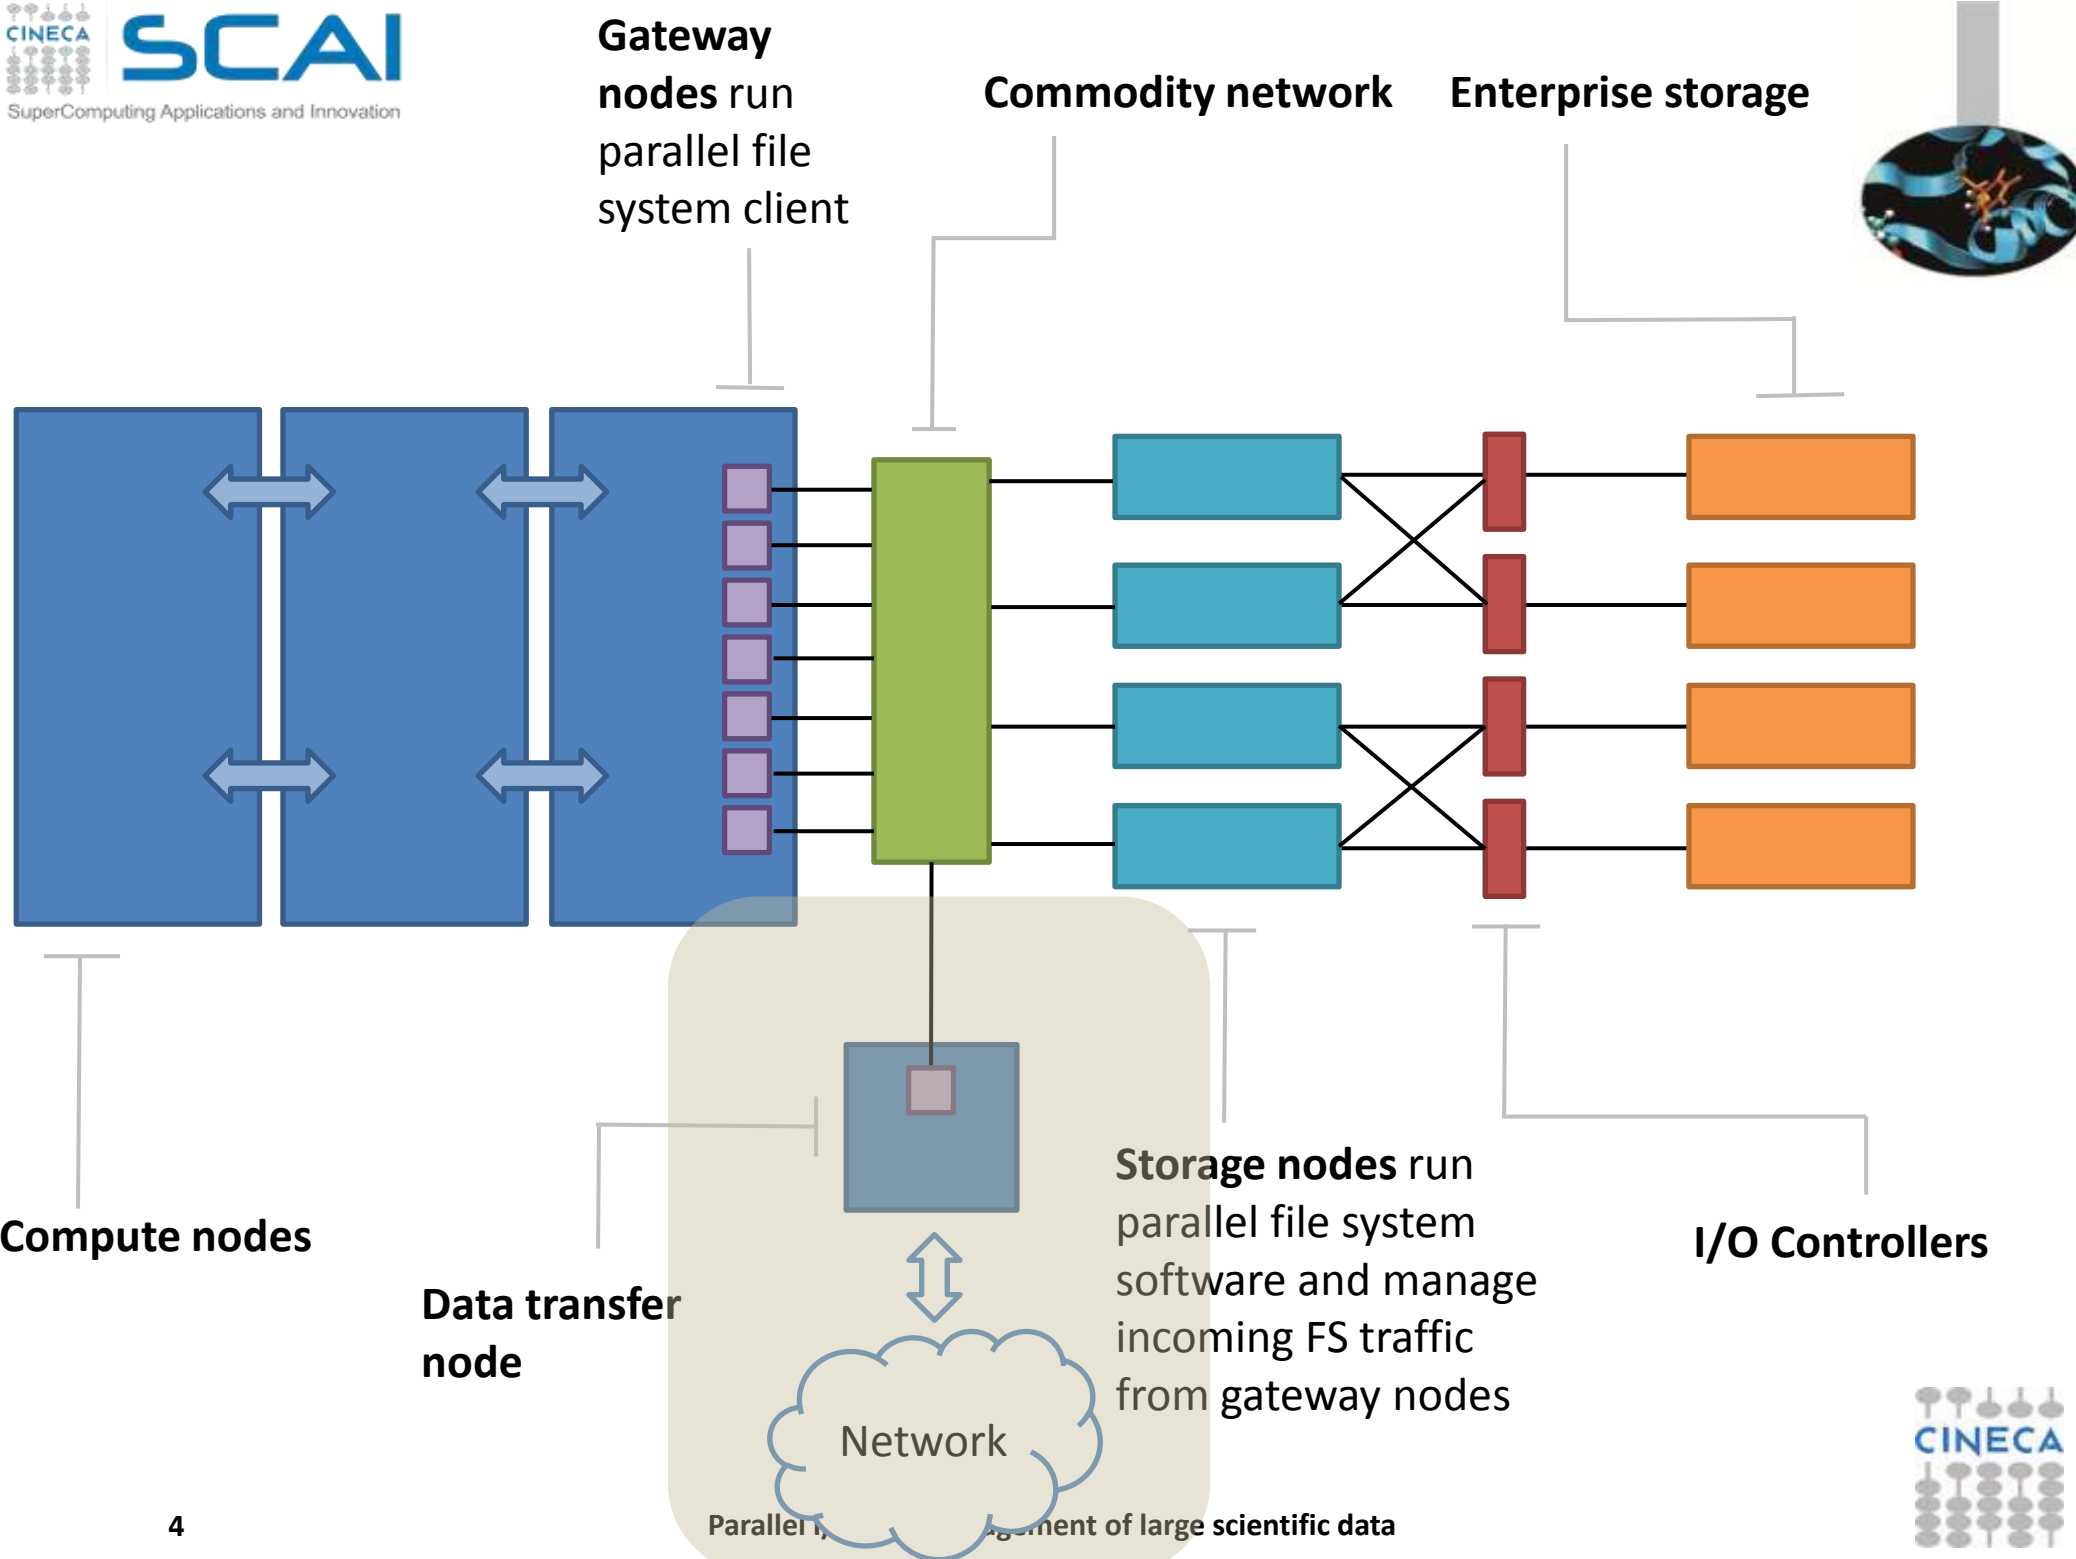 CINECA
SCAI
SuperComputing Applications and Innovation
Gateway
nodes run
parallel file
system client
Commodity network
Enterprise storage
Compute nodes
Data transfer
node
Storage nodes run
parallel file system
software and manage
incoming FS traffic
from gateway nodes
I/O Controllers
Network
CINECA
4
Parallel of large scientific data